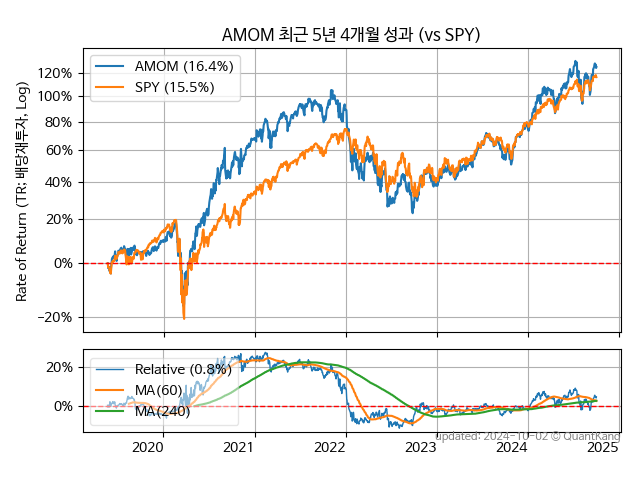 AMOM 최근 5년 4개월 성과 (vs SPY)
Rate of Return (TR; 배당재투자, Log)
AMOM (16.4%)
SPY (15.5%)
120%
100%
80%
60%
40%
20%
0%
−20%
Relative (0.8%)
MA(60)
MA(240)
20%
0%
2020 2021 2022 2023 2024 2025
updated: 2024-10-02 © QuantKang